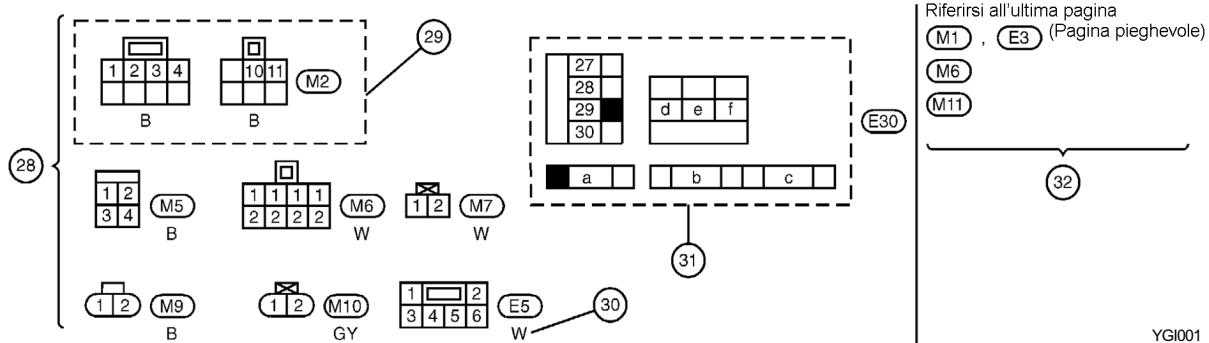 Riferirsi all'ultima pagina
M1 , E3 (Pagina pieghevole)
M6
M11
32
28
29
1 2 3 4
B
10 11
B
M2
27
28
29
30
d e f
a
b c
E30
31
1 2
3 4
M5
B
1 1 1 1
2 2 2 2
M6
W
1 2
M7
W
1 2
M9
B
1 2
M10
GY
1 2
3 4 5 6
E5
W
30
YGI001